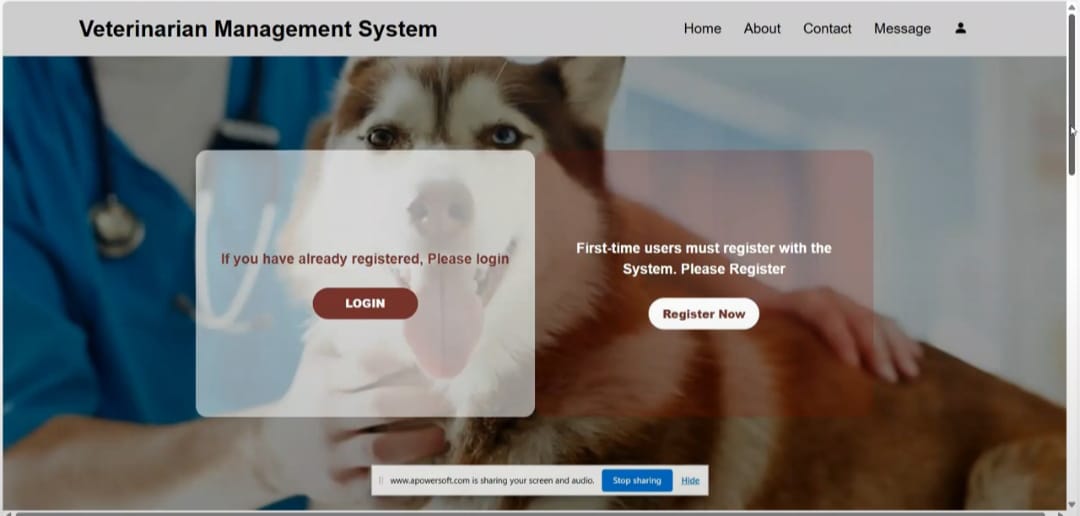 Veterinarian Management System
Home About Contact Message
If you have already registered, Please login
LOGIN
First-time users must register with the
System. Please Register
Register Now
www.apowersoft.com is sharing your screen and audio. Stop sharing Hide